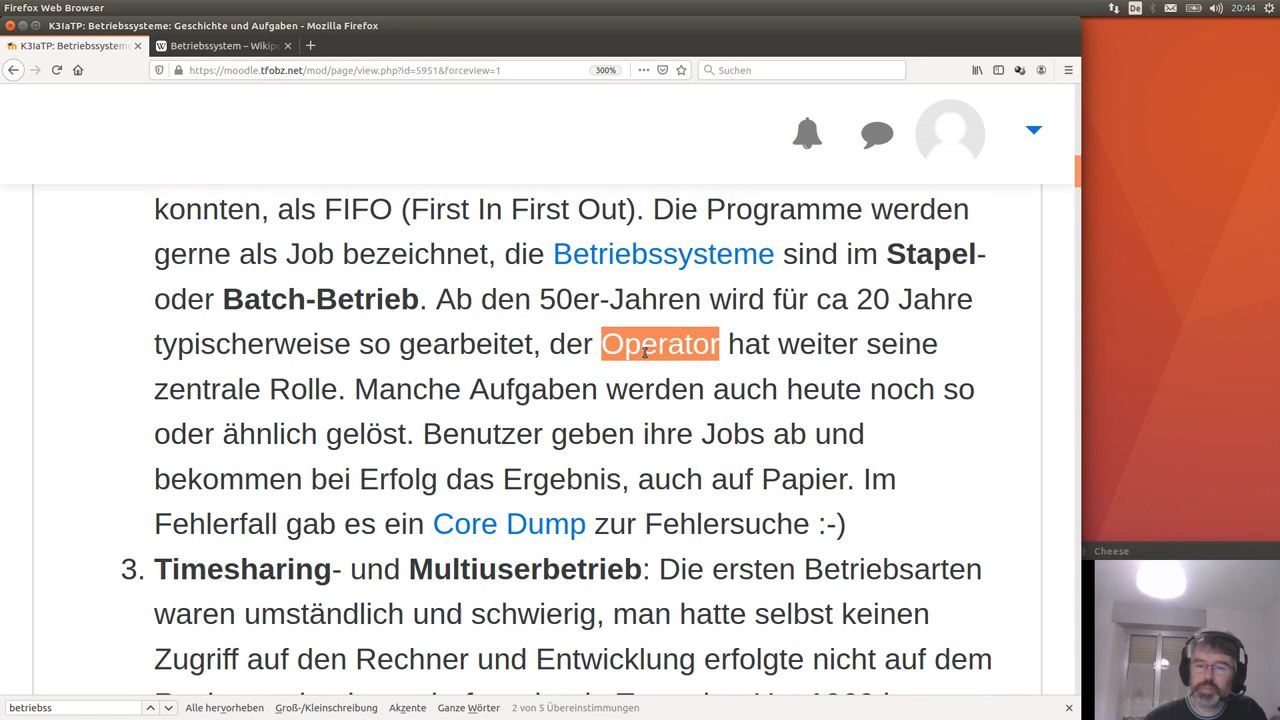 Firefox Web Browser
De
20:44
K3IaTP: Betriebssysteme: Geschichte und Aufgaben - Mozilla Firefox
K3IaTP: Betriebssystem
W Betriebssystem – Wikip
https://moodle.tfobz.net/mod/page/view.php?id=5951&forceview=1
300%
Suchen
konnten, als FIFO (First In First Out). Die Programme werden
gerne als Job bezeichnet, die Betriebssysteme sind im Stapel-
oder Batch-Betrieb. Ab den 50er-Jahren wird für ca 20 Jahre
typischerweise so gearbeitet, der Operator hat weiter seine
zentrale Rolle. Manche Aufgaben werden auch heute noch so
oder ähnlich gelöst. Benutzer geben ihre Jobs ab und
bekommen bei Erfolg das Ergebnis, auch auf Papier. Im
Fehlerfall gab es ein Core Dump zur Fehlersuche :-)
3. Timesharing- und Multiuserbetrieb: Die ersten Betriebsarten
waren umständlich und schwierig, man hatte selbst keinen
Zugriff auf den Rechner und Entwicklung erfolgte nicht auf dem
Cheese
betriebss
Alle hervorheben
Groß-/Kleinschreibung
Akzente
Ganze Wörter
2 von 5 Übereinstimmungen